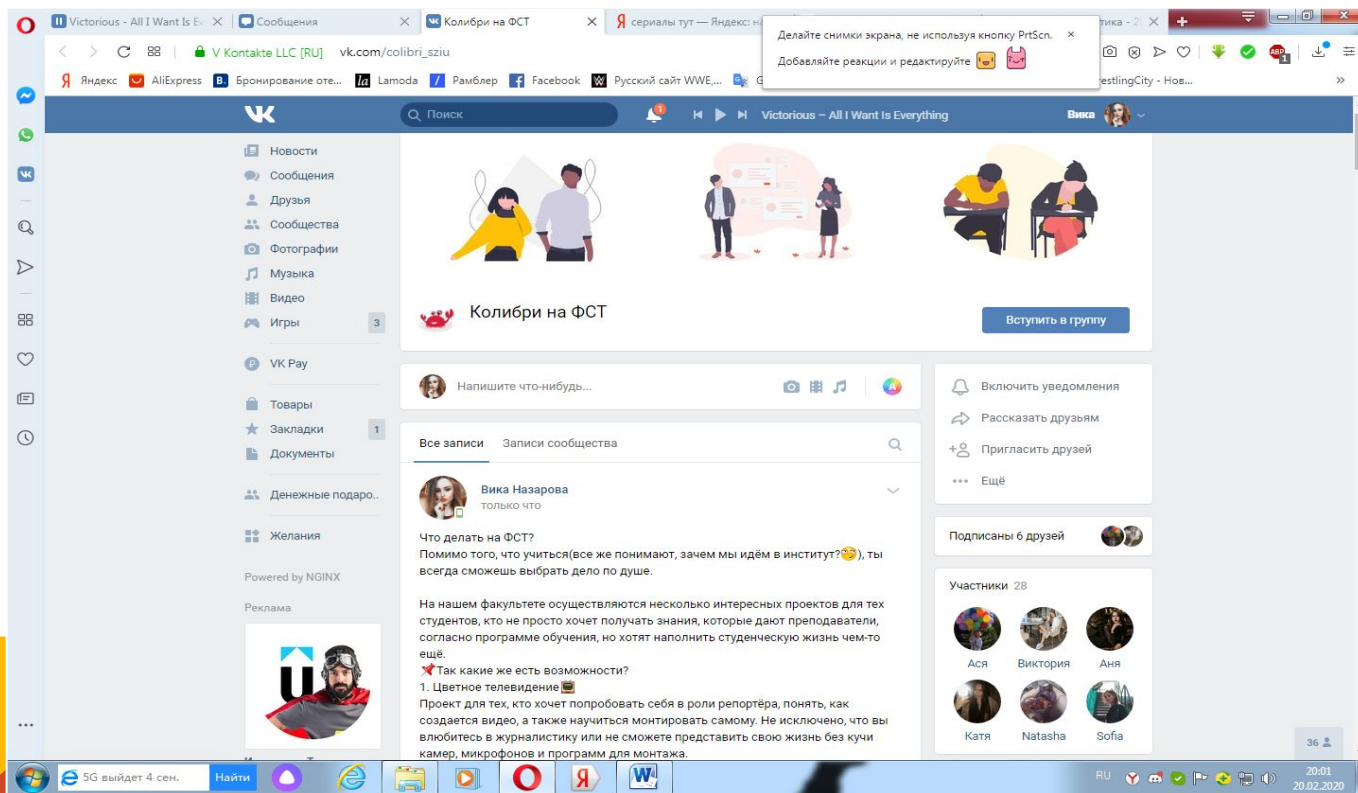 Victorious - All I Want Is Ev
Сообщения
Колибри на ФСТ
сериалы тут — Яндекс: на
тика - 2
Делайте снимки экрана, не используя кнопку PrtScn.
Добавляйте реакции и редактируйте
V Kontakte LLC [RU] vk.com/colibri_sziu
Яндекс
AliExpress
Бронирование оте...
Lamoda
Рамблер
Facebook
Русский сайт WWE,...
G
restlingCity - Нов...
Поиск
1
Victorious – All I Want Is Everything
Вика
Новости
Сообщения
Друзья
Сообщества
Фотографии
Музыка
Видео
Игры 3
VK Pay
Товары
Закладки 1
Документы
Денежные подаро..
Желания
Powered by NGINX
Реклама
Колибри на ФСТ
Вступить в группу
Напишите что-нибудь...
Все записи Записи сообщества
Вика Назарова
только что
Что делать на ФСТ?
Помимо того, что учиться(все же понимают, зачем мы идём в институт?), ты
всегда сможешь выбрать дело по душе.
На нашем факультете осуществляются несколько интересных проектов для тех
студентов, кто не просто хочет получать знания, которые дают преподаватели,
согласно программе обучения, но хотят наполнить студенческую жизнь чем-то
ещё.
📌Так какие же есть возможности?
1. Цветное телевидение📺
Проект для тех, кто хочет попробовать себя в роли репортёра, понять, как
создается видео, а также научиться монтировать самому. Не исключено, что вы
влюбитесь в журналистику или не сможете представить свою жизнь без кучи
камер, микрофонов и программ для монтажа.
Включить уведомления
Рассказать друзьям
Пригласить друзей
Ещё
Подписаны 6 друзей
Участники 28
Ася Виктория Аня
Катя Natasha Sofia
36
5G выйдет 4 сен.
Найти
RU
20:01
20.02.2020